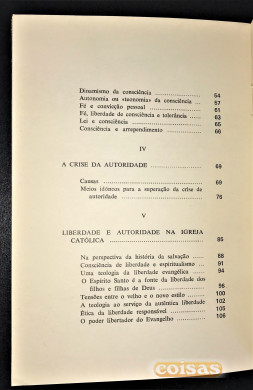 Dinamismo da consciência ... 54
Autonomia ou «teonomia» da consciência ... 57
Fé e convicção pessoal ... 61
Fé, liberdade de consciência e tolerância ... 63
Lei e consciência ... 65
Consciência e arrependimento ... 66
IV
A CRISE DA AUTORIDADE ... 68
Causas ... 69
Meios idóneos para a superação da crise de
autoridade ... 76
V
LIBERDADE E AUTORIDADE NA IGREJA
CATÓLICA ... 85
Na perspectiva da história da salvação ... 88
Consciência de liberdade e espiritualismo ... 91
Uma teologia da liberdade evangélica ... 94
O Espírito Santo é a fonte da liberdade dos
filhos e filhas de Deus ... 96
Tensões entre o velho e o novo estilo ... 100
A teologia ao serviço da autêntica liberdade 102
Ética da liberdade responsável ... 105
O poder libertador do Evangelho ... 106
coisas